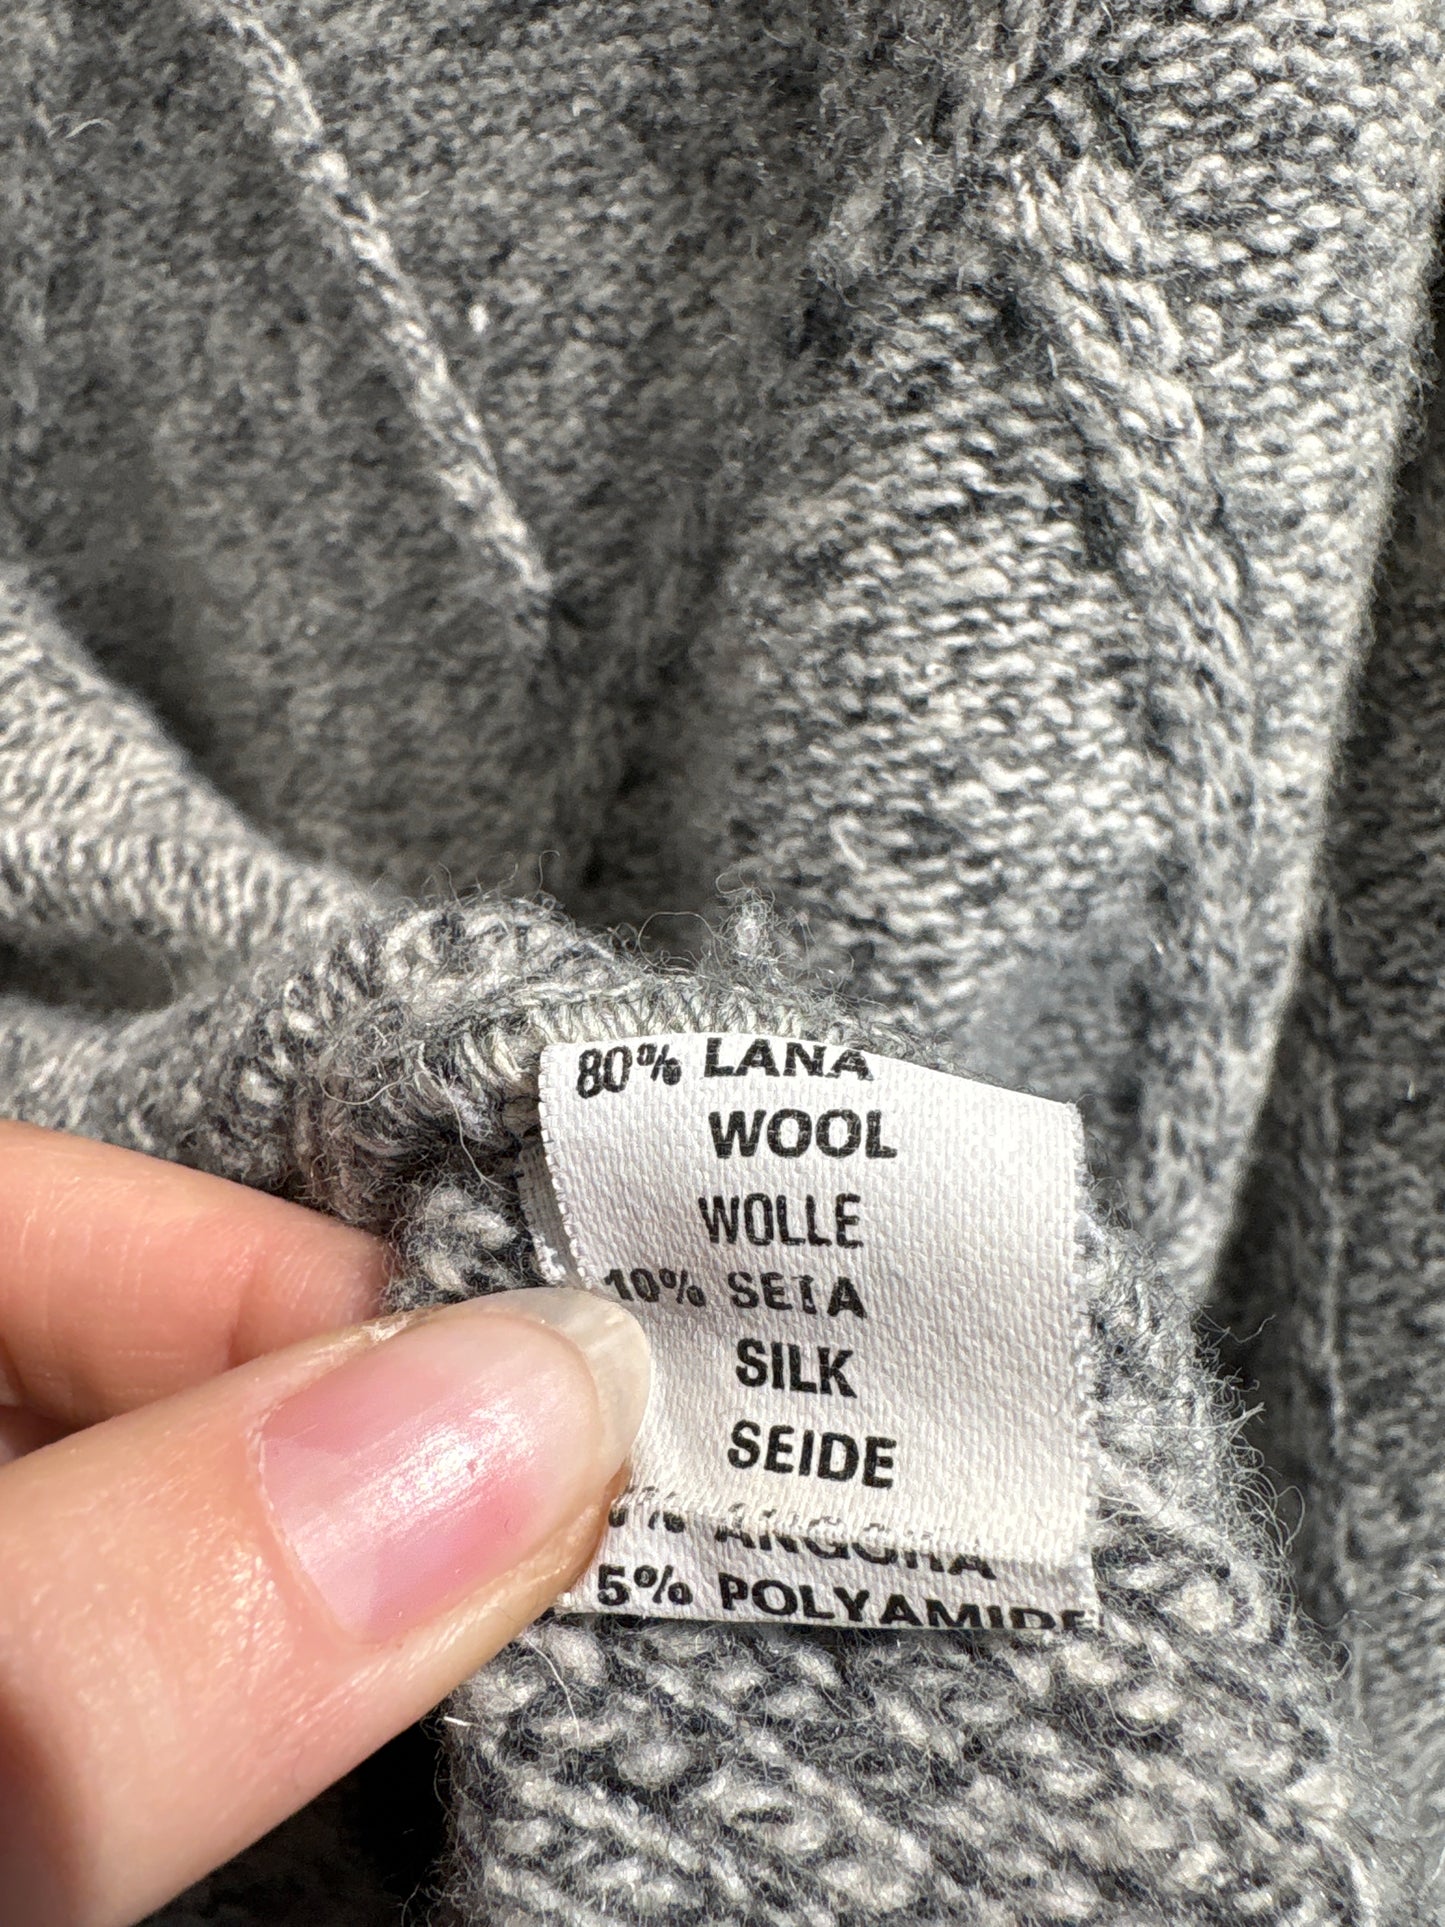 80% LANA
WOOL
WOLLE
10% SETA
SILK
SEIDE
% ANGORA
5% POLYAMIDE